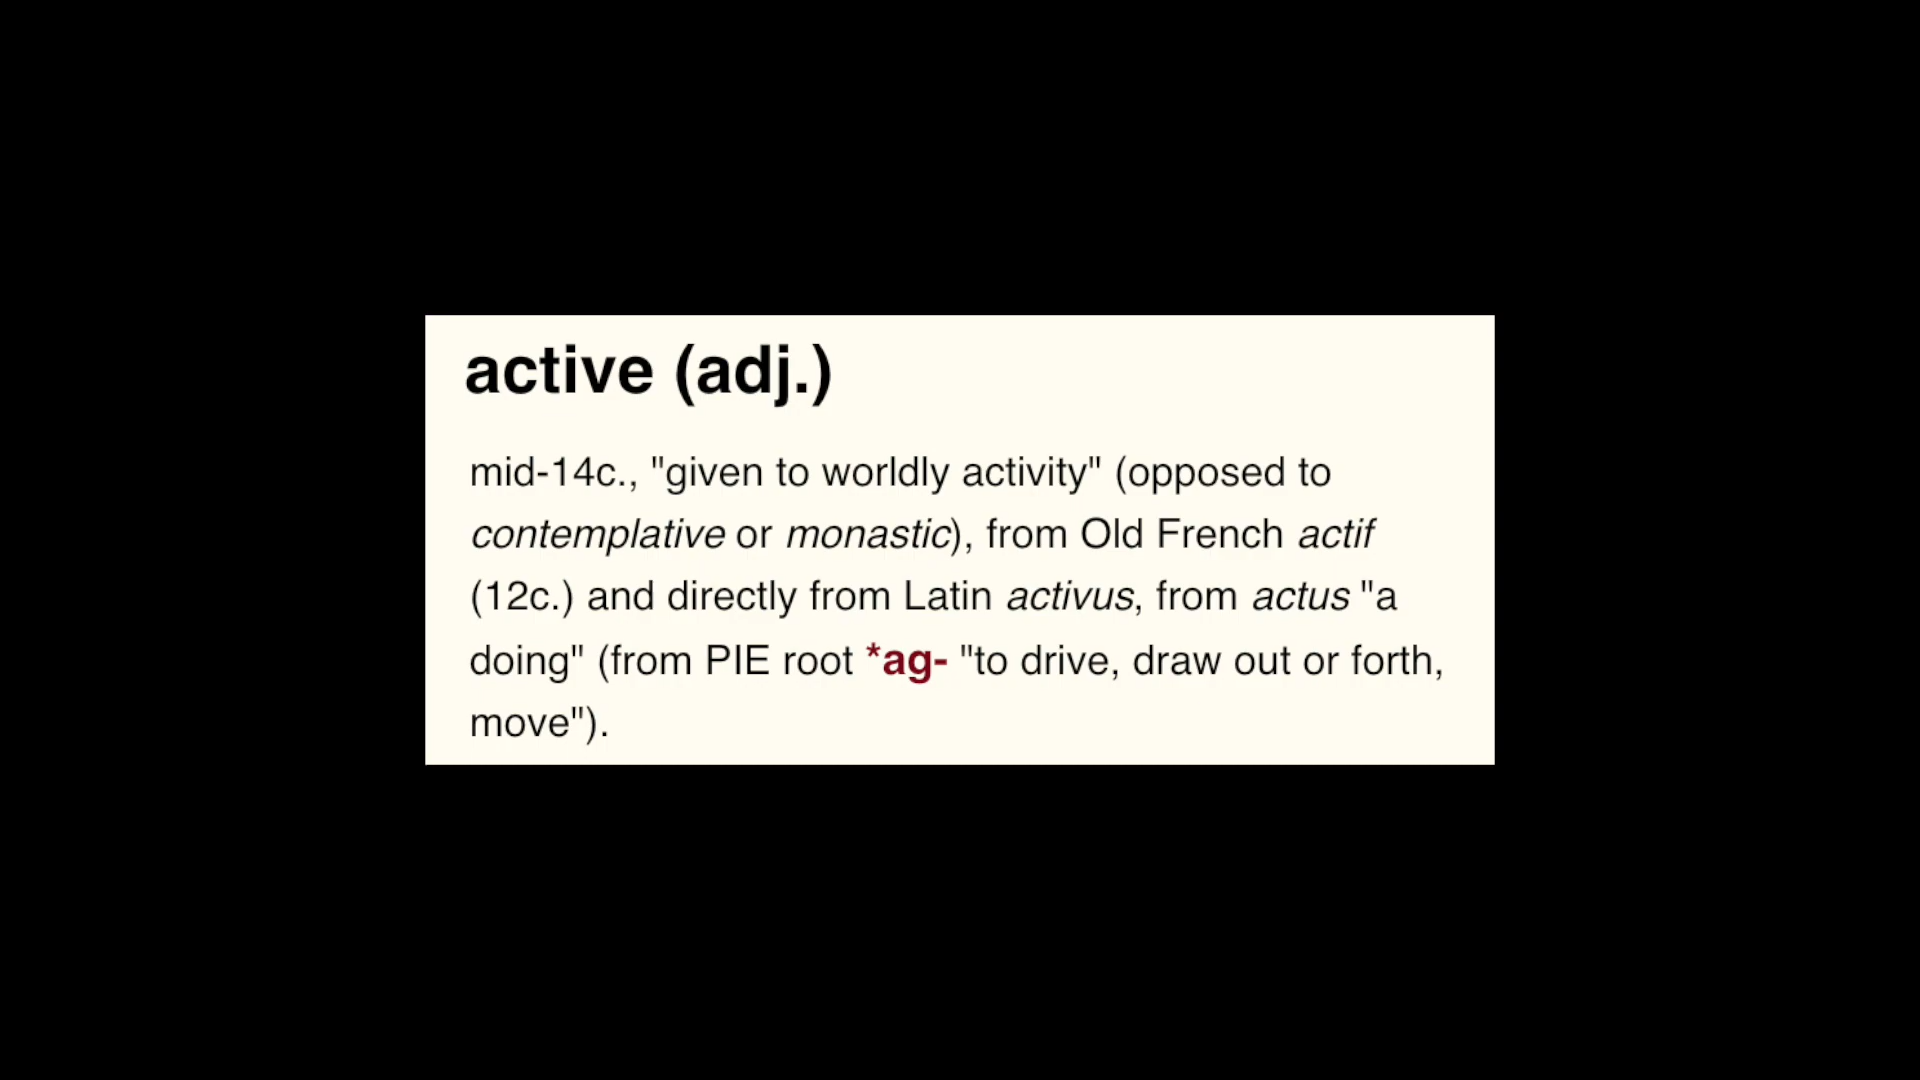 active (adj.)
mid-14c., "given to worldly activity" (opposed to
contemplative or monastic), from Old French actif
(12c.) and directly from Latin activus, from actus "a
doing" (from PIE root *ag- "to drive, draw out or forth,
move").